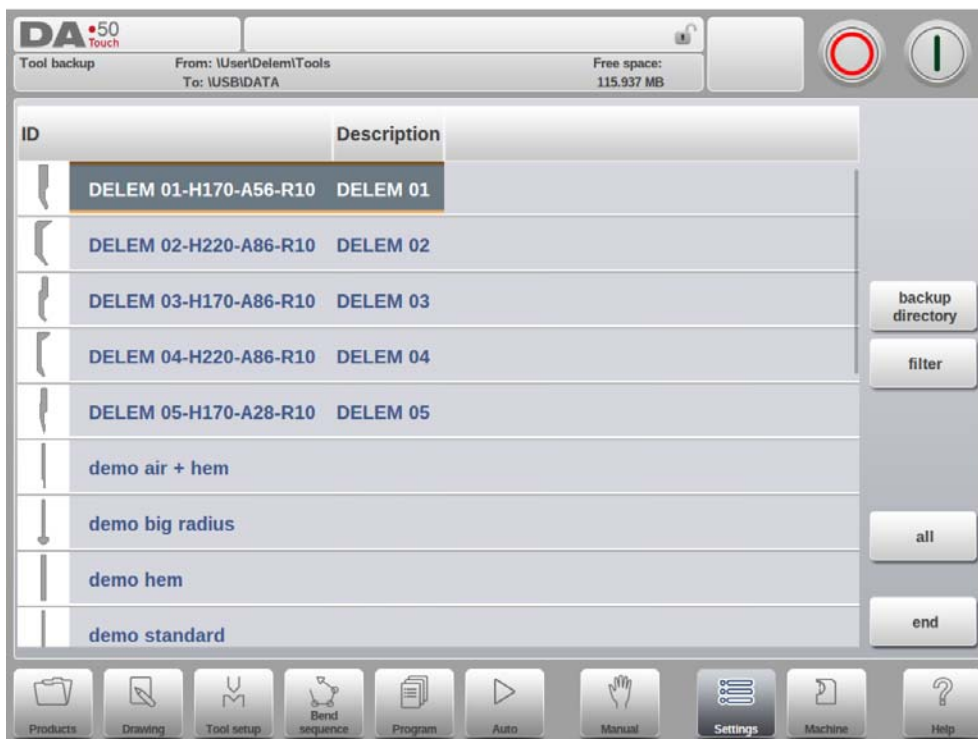 DA 50
Touch
Tool backup From: \User\Delem\Tools Free space:
To: \USB\DATA 115.937 MB
ID Description
DELEM 01-H170-A56-R10 DELEM 01
DELEM 02-H220-A86-R10 DELEM 02
DELEM 03-H170-A86-R10 DELEM 03
backup
directory
DELEM 04-H220-A86-R10 DELEM 04
filter
DELEM 05-H170-A28-R10 DELEM 05
demo air + hem
demo big radius
all
demo hem
demo standard
end
Products Drawing Tool setup Bend
sequence Program Auto Manual Settings Machine Help